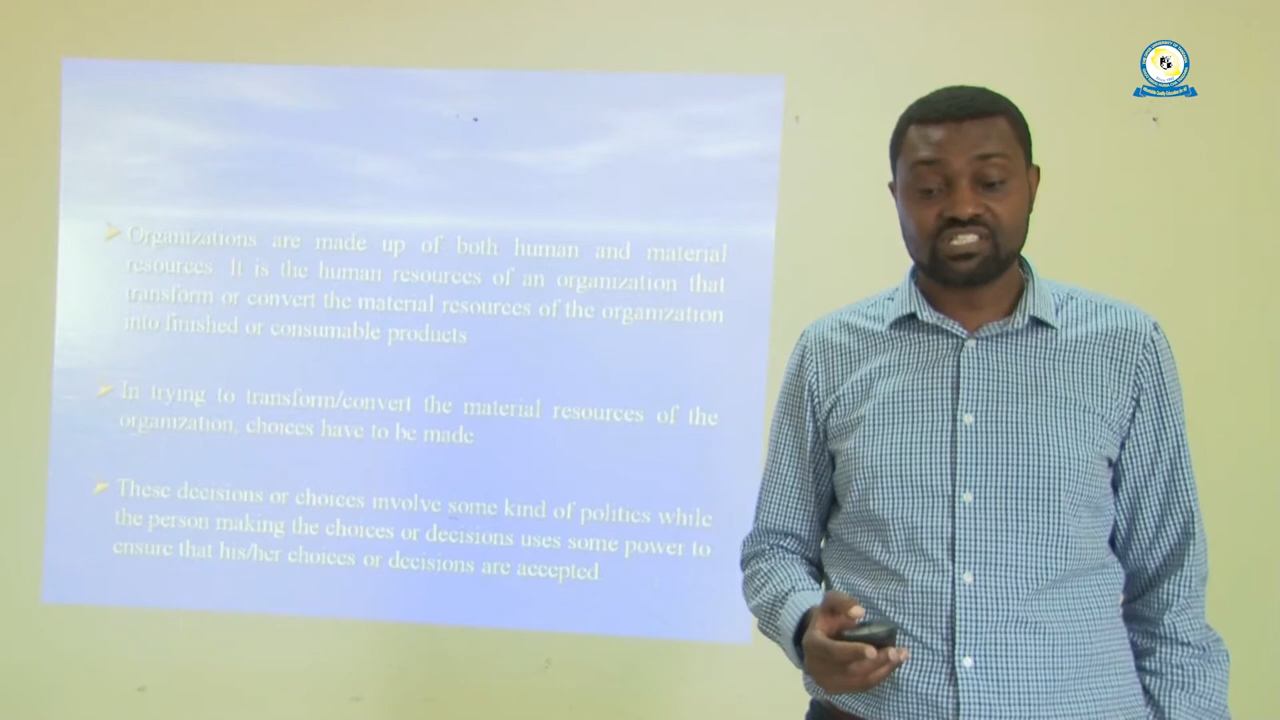 Organizations are made up of both human and material
resources. It is the human resources of an organization that
transform or convert the material resources of the organization
into finished or consumable products
In trying to transform/convert the material resources of the
organization, choices have to be made
These decisions or choices involve some kind of politics while
the person making the choices or decisions uses some power to
ensure that his/her choices or decisions are accepted.